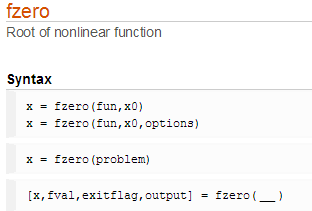 fzero
Root of nonlinear function
Syntax
x = fzero(fun,x0)
x = fzero(fun,x0,options)
x = fzero(problem)
[x,fval,exitflag,output] = fzero(__)